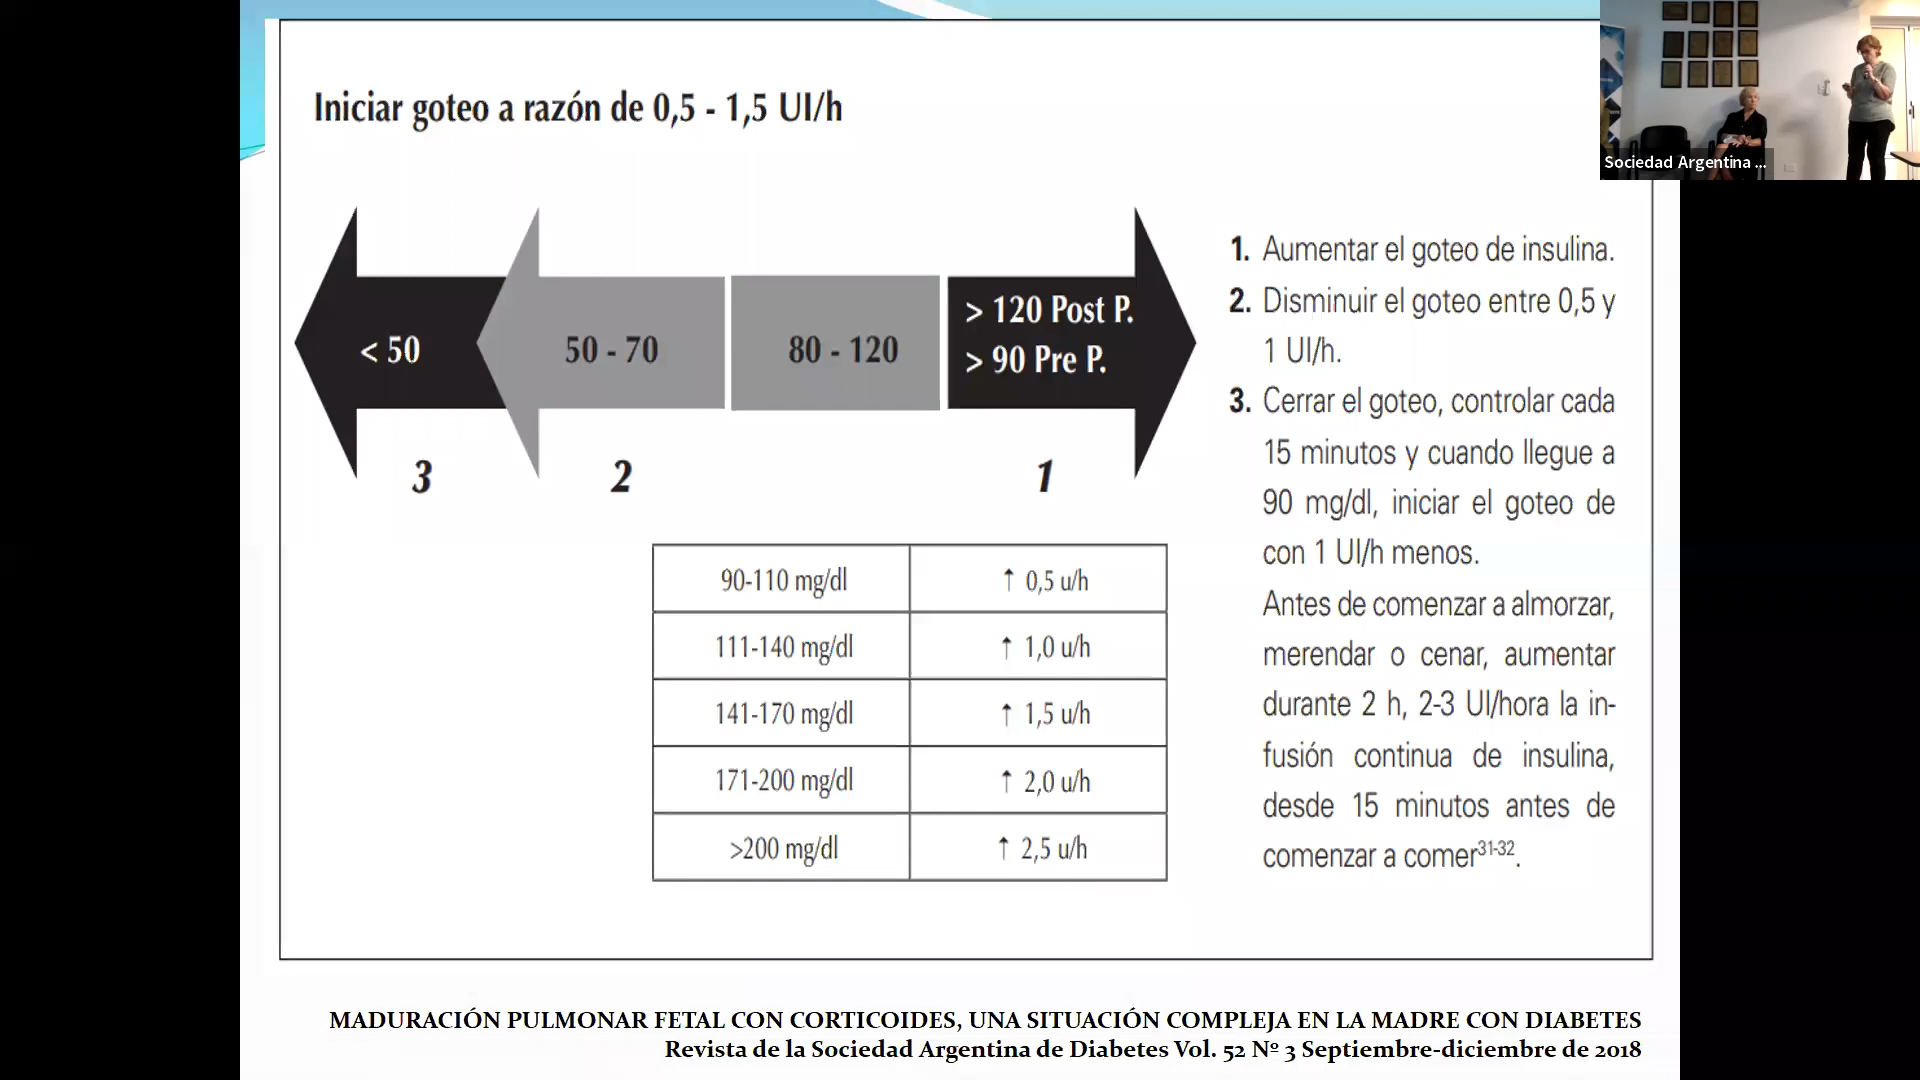 Iniciar goteo a razón de 0,5 - 1,5 UI/h
< 50
50 - 70
80 - 120
> 120 Post P.
> 90 Pre P.
3
2
1
90-110 mg/dl ↑ 0,5 u/h
111-140 mg/dl ↑ 1,0 u/h
141-170 mg/dl ↑ 1,5 u/h
171-200 mg/dl ↑ 2,0 u/h
>200 mg/dl ↑ 2,5 u/h
1. Aumentar el goteo de insulina.
2. Disminuir el goteo entre 0,5 y
1 UI/h.
3. Cerrar el goteo, controlar cada
15 minutos y cuando llegue a
90 mg/dl, iniciar el goteo de
con 1 UI/h menos.
Antes de comenzar a almorzar,
merendar o cenar, aumentar
durante 2 h, 2-3 UI/hora la in-
fusión continua de insulina,
desde 15 minutos antes de
comenzar a comer31-32.
MADURACIÓN PULMONAR FETAL CON CORTICOIDES, UNA SITUACIÓN COMPLEJA EN LA MADRE CON DIABETES
Revista de la Sociedad Argentina de Diabetes Vol. 52 Nº 3 Septiembre-diciembre de 2018
Sociedad Argentina ...